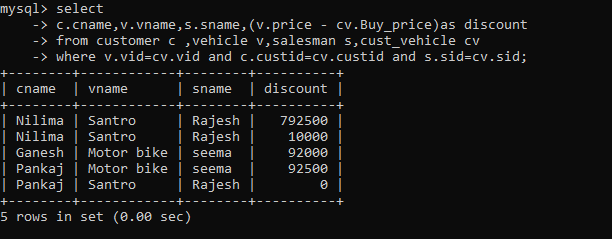 mysql> select
    -> c.cname,v.vname,s.sname,(v.price - cv.Buy_price)as discount
    -> from customer c ,vehicle v,salesman s,cust_vehicle cv
    -> where v.vid=cv.vid and c.custid=cv.custid and s.sid=cv.sid;
+--------+------------+--------+----------+
| cname  | vname      | sname  | discount |
+--------+------------+--------+----------+
| Nilima | Santro     | Rajesh |   792500 |
| Nilima | Santro     | Rajesh |    10000 |
| Ganesh | Motor bike | seema  |    92000 |
| Pankaj | Motor bike | seema  |    92500 |
| Pankaj | Santro     | Rajesh |        0 |
+--------+------------+--------+----------+
5 rows in set (0.00 sec)